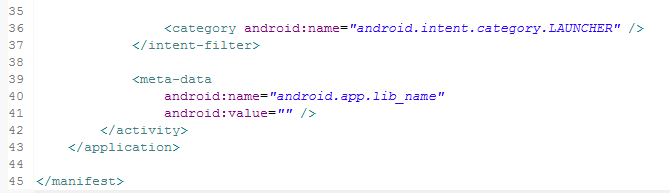 35
36 <category android:name="android.intent.category.LAUNCHER" />
37 </intent-filter>
38
39 <meta-data
40 android:name="android.app.lib_name"
41 android:value="" />
42 </activity>
43 </application>
44
45 </manifest>